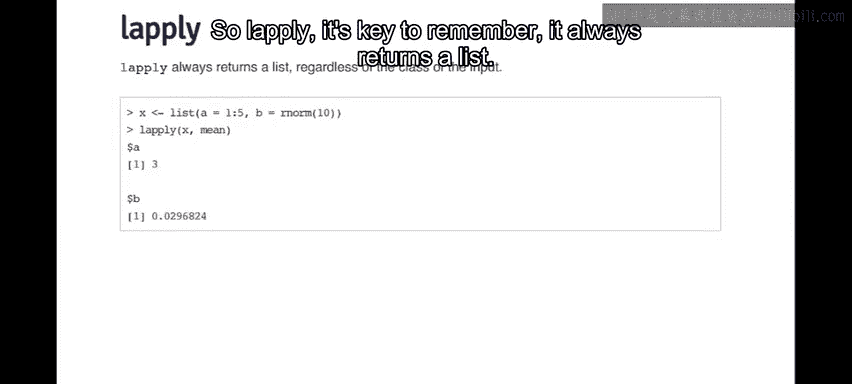 lapply
So lapply, it's key to remember, it always
returns a list.
lapply always returns a list, regardless of the class of the input.
> x <- list(a = 1:5, b = rnorm(10))
> lapply(x, mean)
$a
[1] 3
$b
[1] 0.0296824